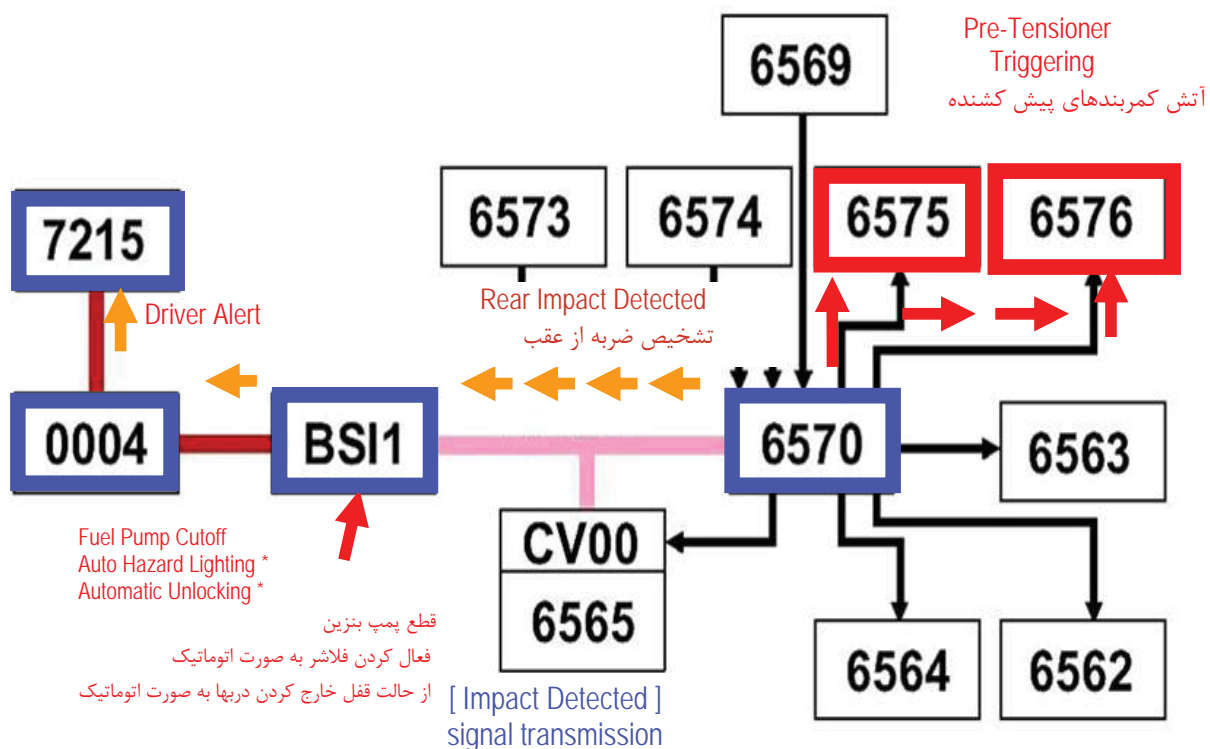 Pre-Tensioner
Triggering
آتش کمربندهای پیش کشنده
6569
6573
6574
6575
6576
7215
Driver Alert
Rear Impact Detected
تشخیص ضربه از عقب
0004
BSI1
6570
6563
Fuel Pump Cutoff
Auto Hazard Lighting *
Automatic Unlocking *
قطع پمپ بنزین
فعال کردن فلاشر به صورت اتوماتیک
از حالت قفل خارج کردن دربها به صورت اتوماتیک
CV00
6565
6564
6562
[ Impact Detected ]
signal transmission